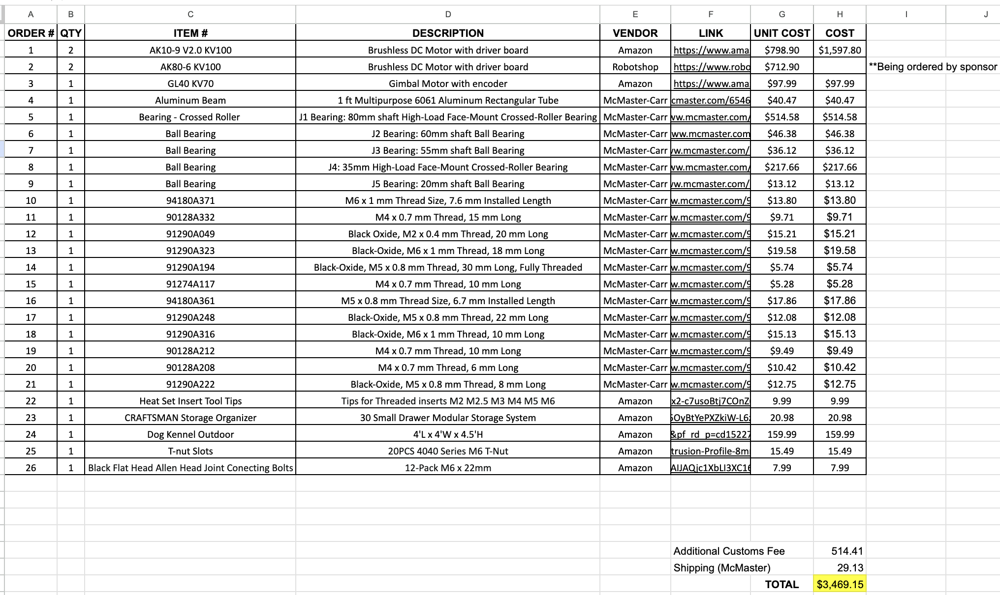 A B C D E F G H I J
ORDER # QTY ITEM # DESCRIPTION VENDOR LINK UNIT COST COST
1 2 AK10-9 V2.0 KV100 Brushless DC Motor with driver board Amazon https://www.ama $798.90 $1,597.80
2 2 AK80-6 KV100 Brushless DC Motor with driver board Robotshop https://www.robo $712.90 **Being ordered by sponsor
3 1 GL40 KV70 Gimbal Motor with encoder Amazon https://www.ama $97.99 $97.99
4 1 Aluminum Beam 1 ft Multipurpose 6061 Aluminum Rectangular Tube McMaster-Carr cmaster.com/6546 $40.47 $40.47
5 1 Bearing - Crossed Roller J1 Bearing: 80mm shaft High-Load Face-Mount Crossed-Roller Bearing McMaster-Carr vw.mcmaster.com/ $514.58 $514.58
6 1 Ball Bearing J2 Bearing: 60mm shaft Ball Bearing McMaster-Carr ww.mcmaster.com $46.38 $46.38
7 1 Ball Bearing J3 Bearing: 55mm shaft Ball Bearing McMaster-Carr w.mcmaster.com/ $36.12 $36.12
8 1 Ball Bearing J4: 35mm High-Load Face-Mount Crossed-Roller Bearing McMaster-Carr vw.mcmaster.com/ $217.66 $217.66
9 1 Ball Bearing J5 Bearing: 20mm shaft Ball Bearing McMaster-Carr w.mcmaster.com/ $13.12 $13.12
10 1 94180A371 M6 x 1 mm Thread Size, 7.6 mm Installed Length McMaster-Carr w.mcmaster.com/9 $13.80 $13.80
11 1 90128A332 M4 x 0.7 mm Thread, 15 mm Long McMaster-Carr w.mcmaster.com/9 $9.71 $9.71
12 1 91290A049 Black Oxide, M2 x 0.4 mm Thread, 20 mm Long McMaster-Carr w.mcmaster.com/9 $15.21 $15.21
13 1 91290A323 Black-Oxide, M6 x 1 mm Thread, 18 mm Long McMaster-Carr w.mcmaster.com/9 $19.58 $19.58
14 1 91290A194 Black-Oxide, M5 x 0.8 mm Thread, 30 mm Long, Fully Threaded McMaster-Carr w.mcmaster.com/9 $5.74 $5.74
15 1 91274A117 M4 x 0.7 mm Thread, 10 mm Long McMaster-Carr w.mcmaster.com/9 $5.28 $5.28
16 1 94180A361 M5 x 0.8 mm Thread Size, 6.7 mm Installed Length McMaster-Carr w.mcmaster.com/9 $17.86 $17.86
17 1 91290A248 Black-Oxide, M5 x 0.8 mm Thread, 22 mm Long McMaster-Carr w.mcmaster.com/9 $12.08 $12.08
18 1 91290A316 Black-Oxide, M6 x 1 mm Thread, 10 mm Long McMaster-Carr w.mcmaster.com/9 $15.13 $15.13
19 1 90128A212 M4 x 0.7 mm Thread, 10 mm Long McMaster-Carr w.mcmaster.com/9 $9.49 $9.49
20 1 90128A208 M4 x 0.7 mm Thread, 6 mm Long McMaster-Carr w.mcmaster.com/9 $10.42 $10.42
21 1 91290A222 Black-Oxide, M5 x 0.8 mm Thread, 8 mm Long McMaster-Carr w.mcmaster.com/9 $12.75 $12.75
22 1 Heat Set Insert Tool Tips Tips for Threaded inserts M2 M2.5 M3 M4 M5 M6 Amazon x2-c7usoBtj7COnZ 9.99 9.99
23 1 CRAFTSMAN Storage Organizer 30 Small Drawer Modular Storage System Amazon OyBtYePXZkiW-L6 20.98 20.98
24 1 Dog Kennel Outdoor 4'L x 4'W x 4.5'H Amazon &pf_rd_p=cd15227 159.99 159.99
25 1 T-nut Slots 20PCS 4040 Series M6 T-Nut Amazon trusion-Profile-8m 15.49 15.49
26 1 Black Flat Head Allen Head Joint Conecting Bolts 12-Pack M6 x 22mm Amazon AIJAQjc1XbLI3XC16 7.99 7.99
Additional Customs Fee 514.41
Shipping (McMaster) 29.13
TOTAL $3,469.15